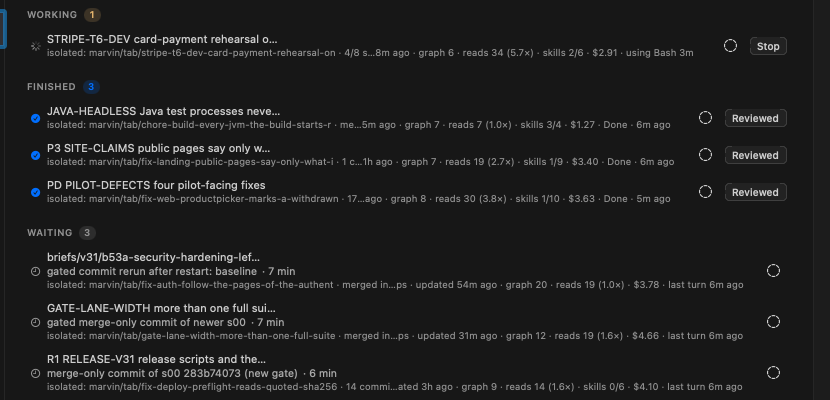 WORKING 1
STRIPE-T6-DEV card-payment rehearsal o...
isolated: marvin/tab/stripe-t6-dev-card-payment-rehearsal-on · 4/8 s...8m ago · graph 6 · reads 34 (5.7×) · skills 2/6 · $2.91 · using Bash 3m
Stop
FINISHED 3
JAVA-HEADLESS Java test processes neve...
isolated: marvin/tab/chore-build-every-jvm-the-build-starts-r · me...5m ago · graph 7 · reads 7 (1.0×) · skills 3/4 · $1.27 · Done · 6m ago
Reviewed
P3 SITE-CLAIMS public pages say only w...
isolated: marvin/tab/fix-landing-public-pages-say-only-what-i · 1 c...1h ago · graph 7 · reads 19 (2.7×) · skills 1/9 · $3.40 · Done · 6m ago
Reviewed
PD PILOT-DEFECTS four pilot-facing fixes
isolated: marvin/tab/fix-web-productpicker-marks-a-withdrawn · 17...ago · graph 8 · reads 30 (3.8×) · skills 1/10 · $3.63 · Done · 5m ago
Reviewed
WAITING 3
briefs/v31/b53a-security-hardening-lef...
gated commit rerun after restart: baseline · 7 min
isolated: marvin/tab/fix-auth-follow-the-pages-of-the-authent · merged in...ps · updated 54m ago · graph 20 · reads 19 (1.0×) · $3.78 · last turn 6m ago
GATE-LANE-WIDTH more than one full sui...
gated merge-only commit of newer s00 · 7 min
isolated: marvin/tab/gate-lane-width-more-than-one-full-suite · merged in...ps · updated 31m ago · graph 12 · reads 19 (1.6×) · $4.66 · last turn 6m ago
R1 RELEASE-V31 release scripts and the...
merge-only commit of s00 283b74073 (new gate) · 6 min
isolated: marvin/tab/fix-deploy-preflight-reads-quoted-sha256 · 14 commi...ated 3h ago · graph 9 · reads 14 (1.6×) · skills 0/6 · $4.10 · last turn 6m ago